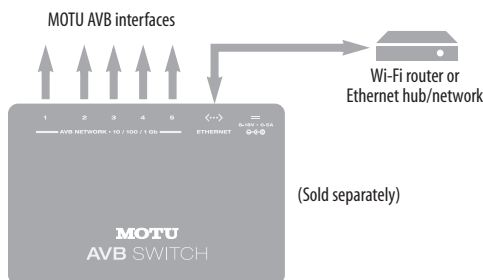 MOTU AVB interfaces
Wi-Fi router or
Ethernet hub/network
1 2 3 4 5
AVB NETWORK • 10 / 100 / 1 Gb
ETHERNET
(Sold separately)
MOTU
AVB SWITCH